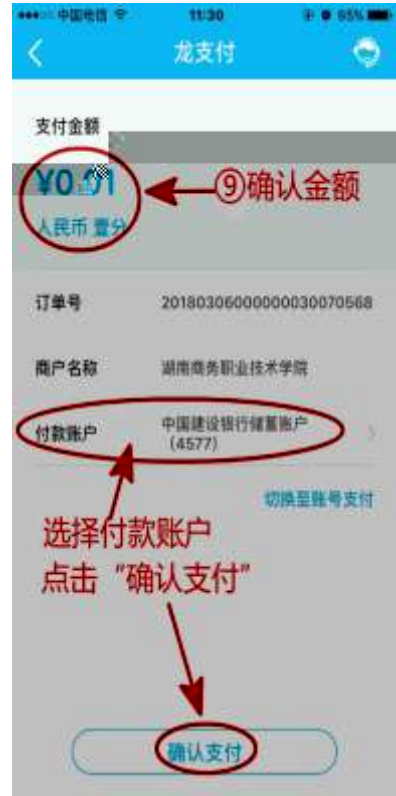 中国电信 11:30 65%
龙支付
支付金额
¥0.01
⑨确认金额
人民币 壹分
订单号 20180306000000030070568
商户名称 湖南商务职业技术学院
付款账户 中国建设银行储蓄账户
(4577)
切换至账号支付
选择付款账户
点击“确认支付”
确认支付